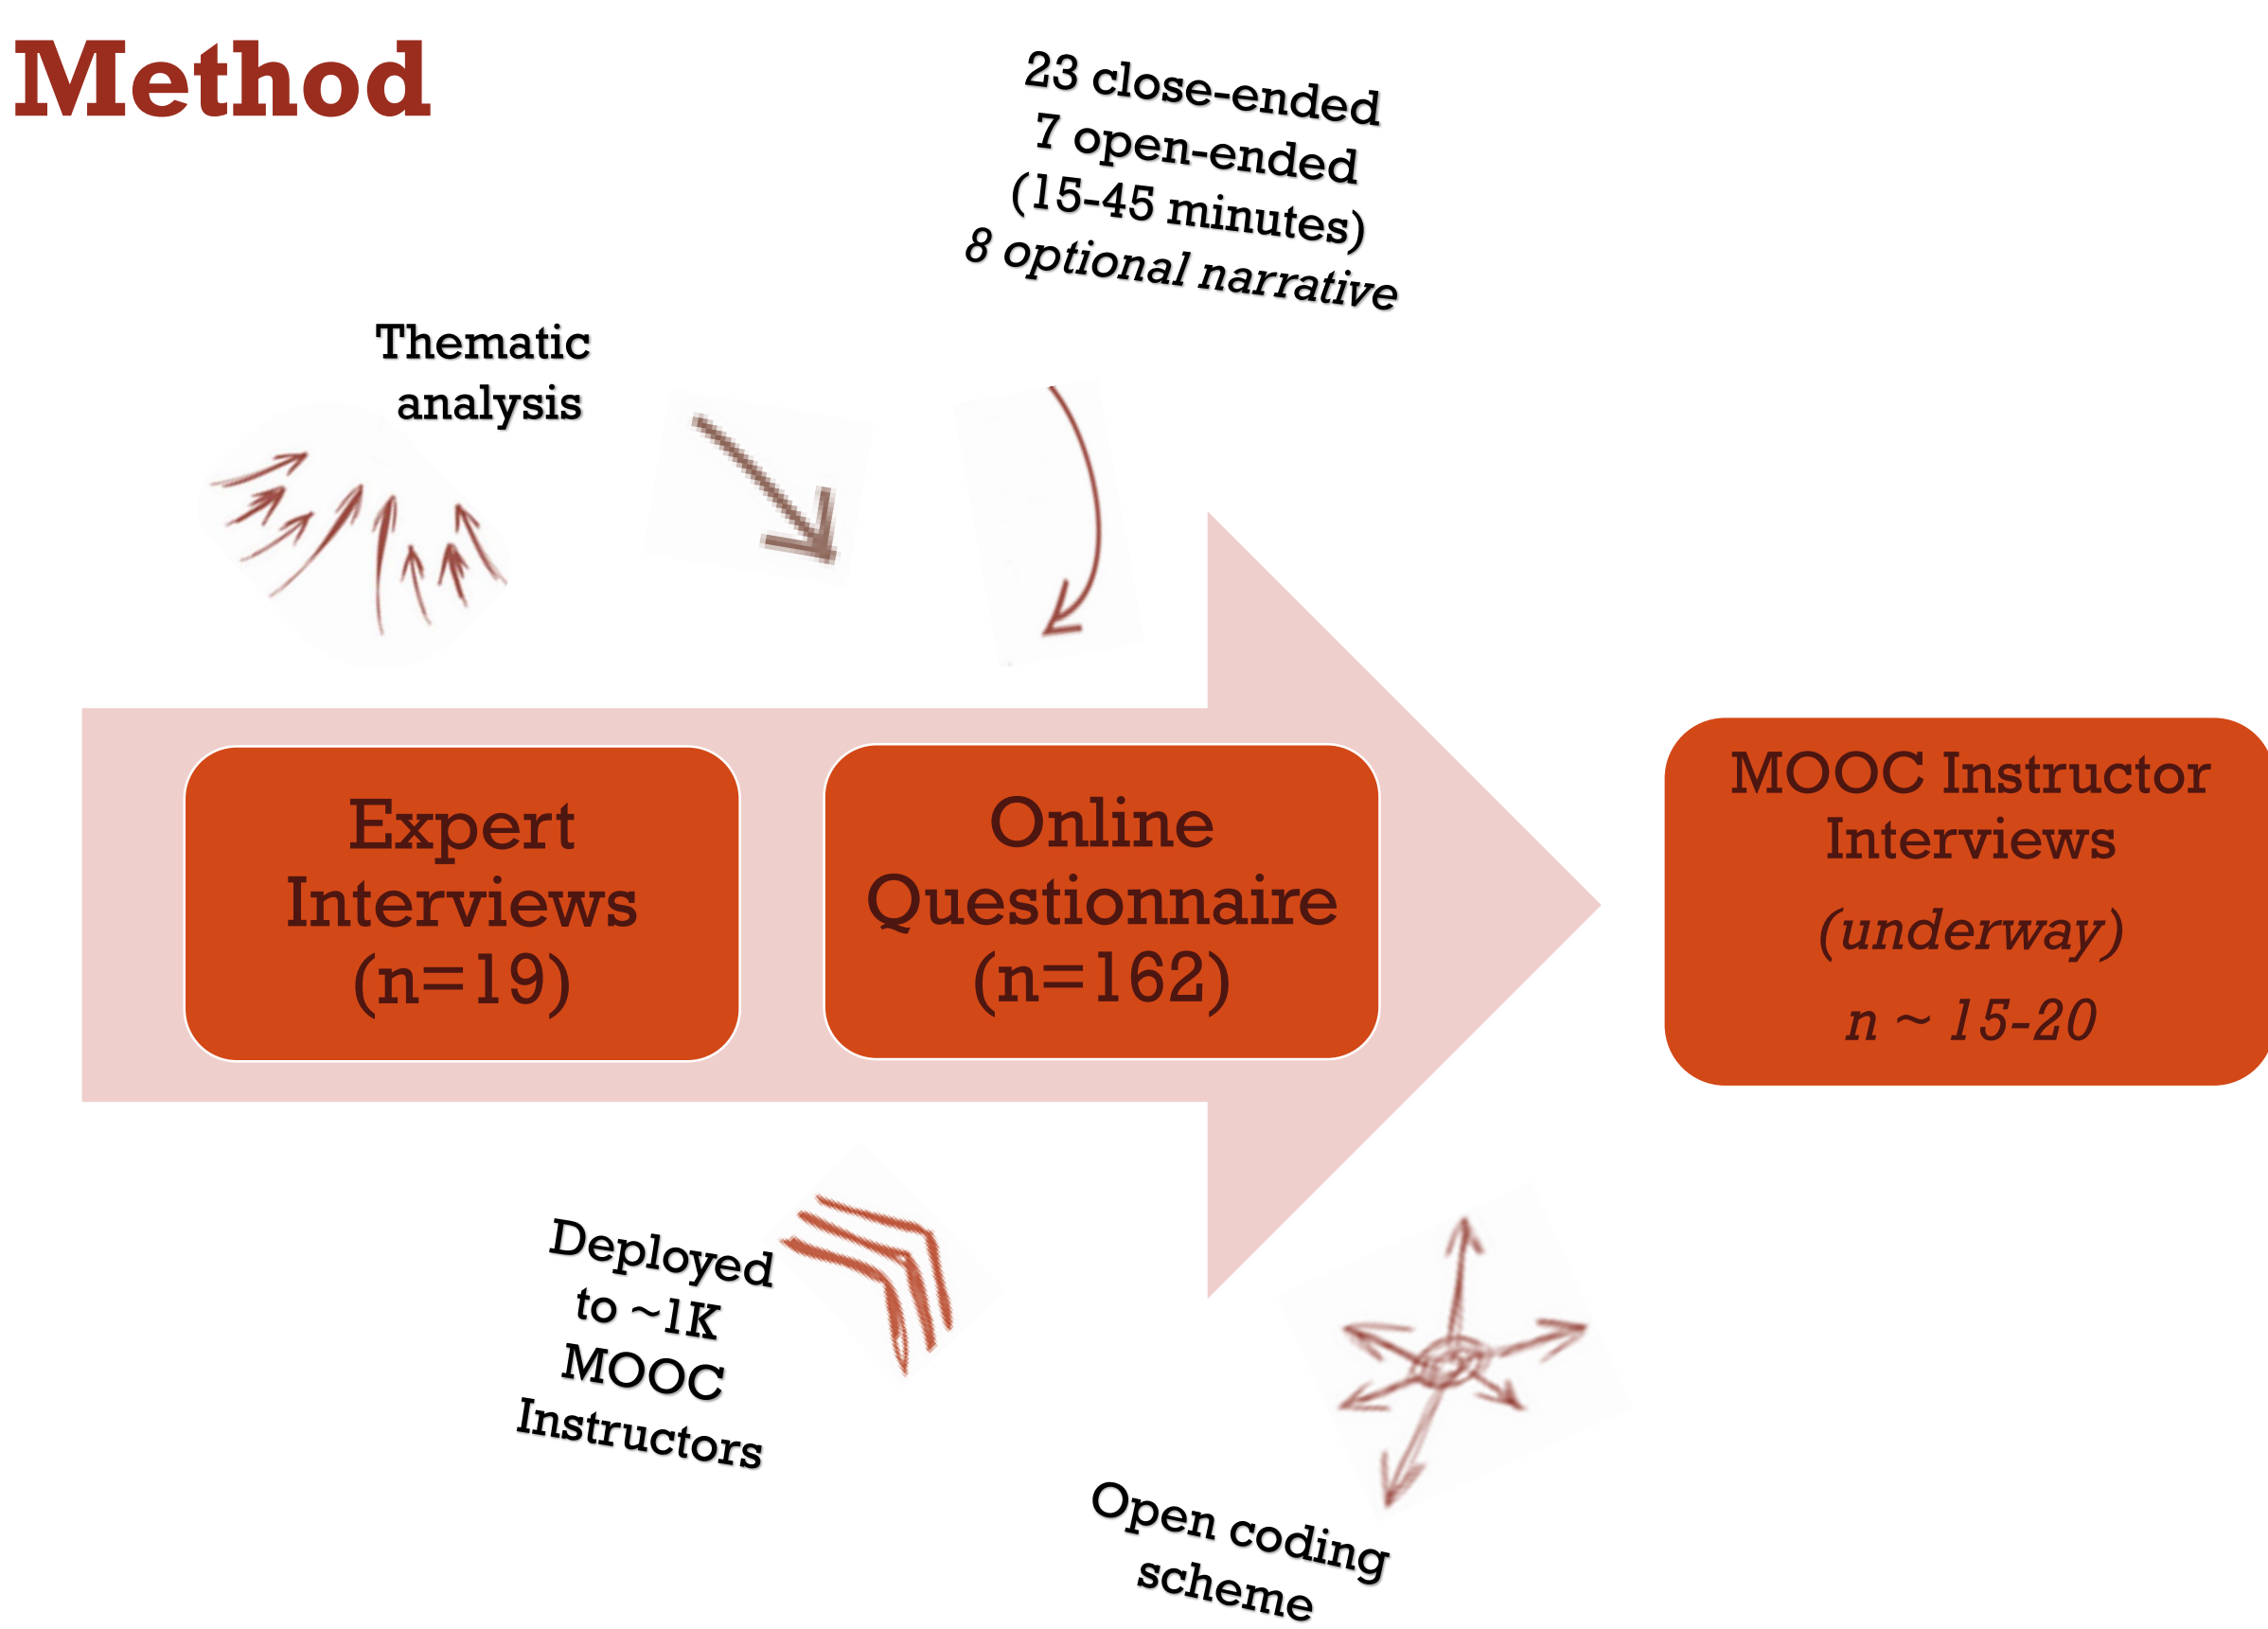 Method
23 close-ended
7 open-ended
(15-45 minutes)
8 optional narrative
Thematic
analysis
Expert
Interviews
(n=19)
Online
Questionnaire
(n=162)
MOOC Instructor
Interviews
(underway)
n ~ 15-20
Deployed
to ~1K
MOOC
Instructors
Open coding
scheme